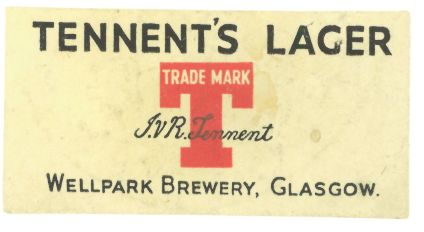 TENNENT'S LAGER
TRADE MARK
T
J.&R. Tennent
WELLPARK BREWERY, GLASGOW.